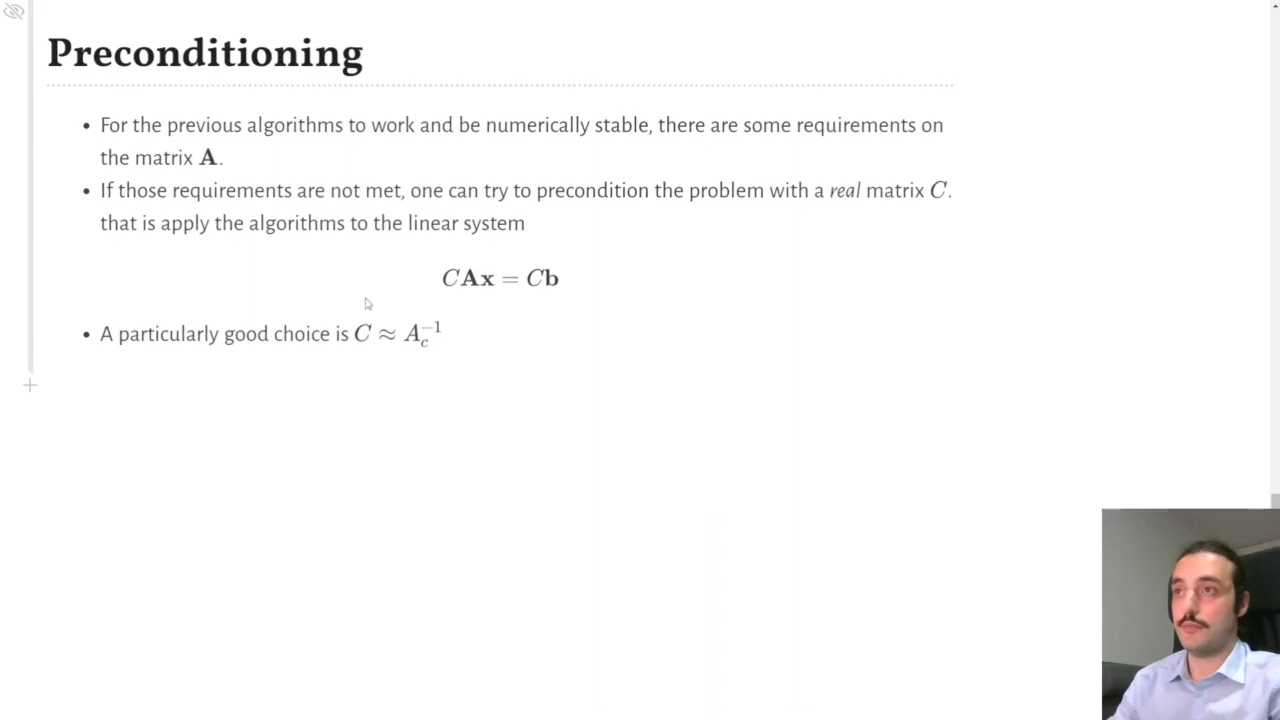 Preconditioning
• For the previous algorithms to work and be numerically stable, there are some requirements on
the matrix A.
• If those requirements are not met, one can try to precondition the problem with a real matrix C.
that is apply the algorithms to the linear system
CAx = Cb
• A particularly good choice is C ≈ A_c^{-1}